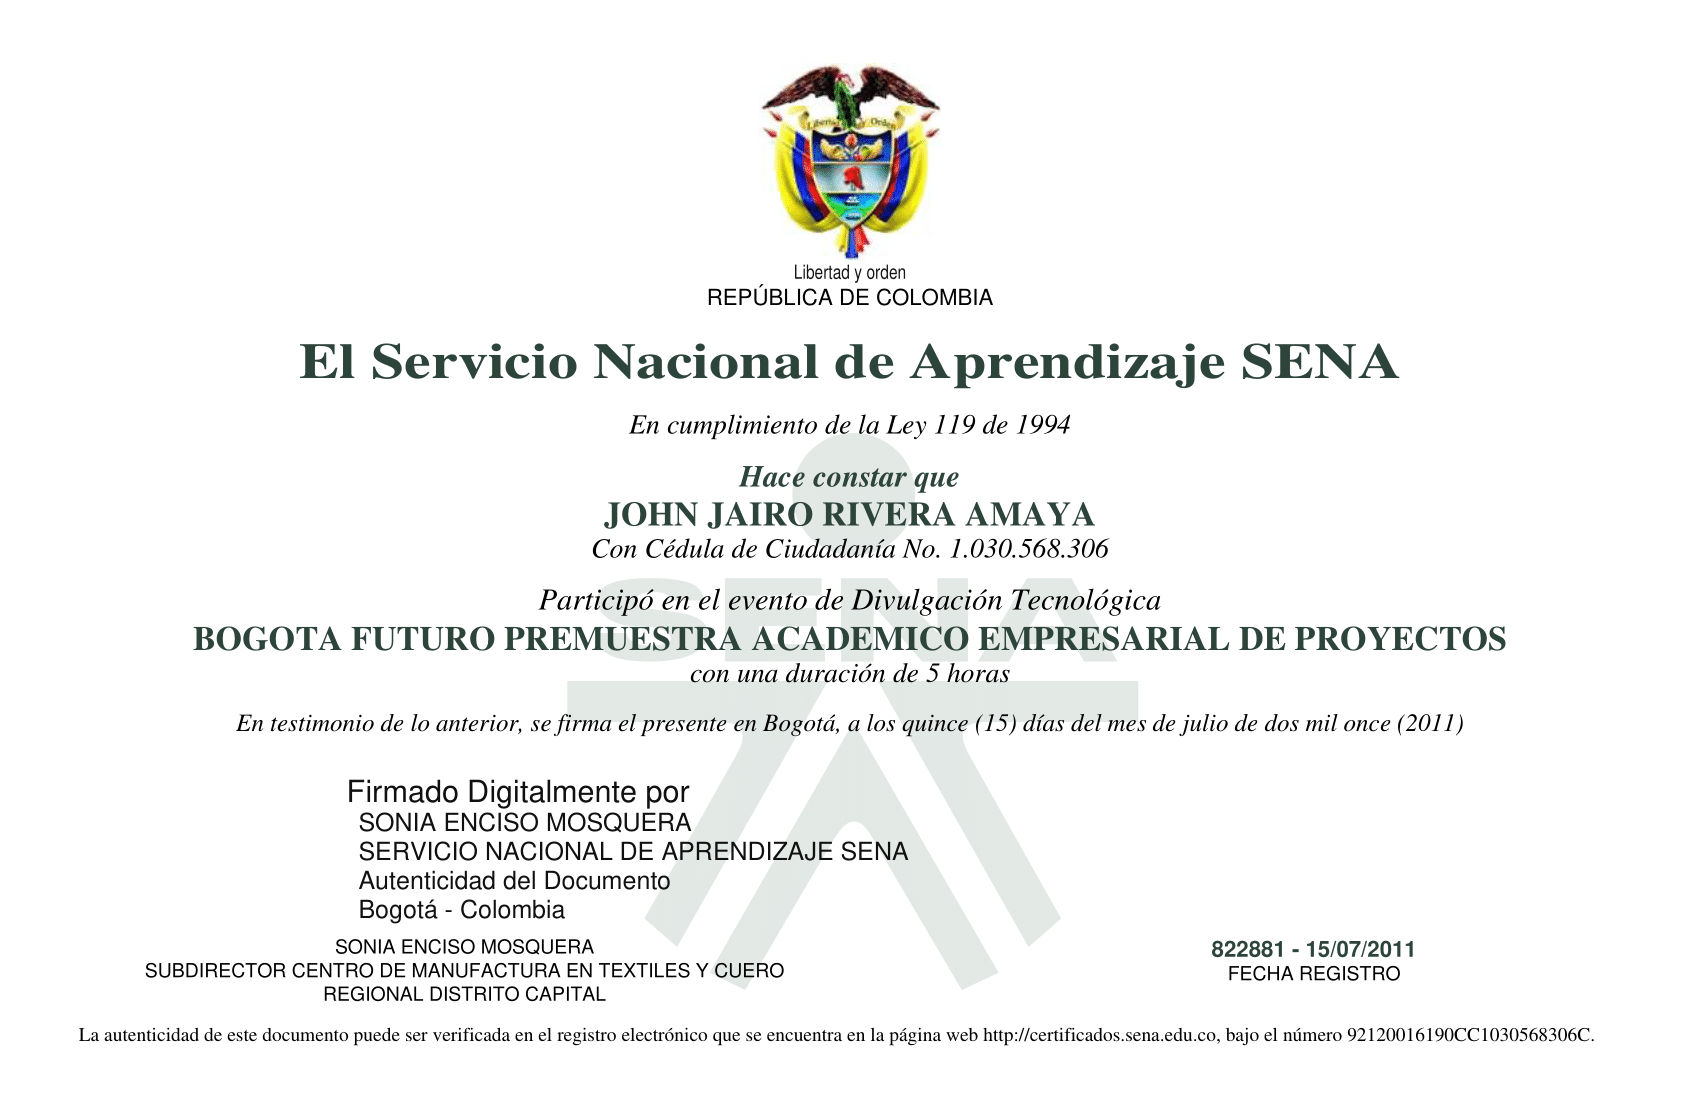 Libertad y Orden
Libertad y orden
REPÚBLICA DE COLOMBIA
El Servicio Nacional de Aprendizaje SENA
En cumplimiento de la Ley 119 de 1994
Hace constar que
JOHN JAIRO RIVERA AMAYA
Con Cédula de Ciudadanía No. 1.030.568.306
SENA
Participó en el evento de Divulgación Tecnológica
BOGOTA FUTURO PREMUESTRA ACADEMICO EMPRESARIAL DE PROYECTOS
con una duración de 5 horas
En testimonio de lo anterior, se firma el presente en Bogotá, a los quince (15) días del mes de julio de dos mil once (2011)
Firmado Digitalmente por
SONIA ENCISO MOSQUERA
SERVICIO NACIONAL DE APRENDIZAJE SENA
Autenticidad del Documento
Bogotá - Colombia
SONIA ENCISO MOSQUERA
SUBDIRECTOR CENTRO DE MANUFACTURA EN TEXTILES Y CUERO
REGIONAL DISTRITO CAPITAL
822881 - 15/07/2011
FECHA REGISTRO
La autenticidad de este documento puede ser verificada en el registro electrónico que se encuentra en la página web http://certificados.sena.edu.co, bajo el número 92120016190CC1030568306C.